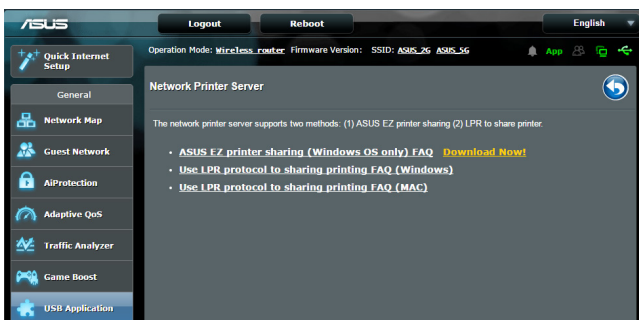 ASUS
Logout
Reboot
English
Quick Internet
Setup
Operation Mode: Wireless router Firmware Version: SSID: ASUS_2G ASUS_5G
App
General
Network Printer Server
Network Map
The network printer server supports two methods: (1) ASUS EZ printer sharing (2) LPR to share printer.
Guest Network
ASUS EZ printer sharing (Windows OS only) FAQ Download Now!
Use LPR protocol to sharing printing FAQ (Windows)
AiProtection
Use LPR protocol to sharing printing FAQ (MAC)
Adaptive QoS
Traffic Analyzer
Game Boost
USB Application